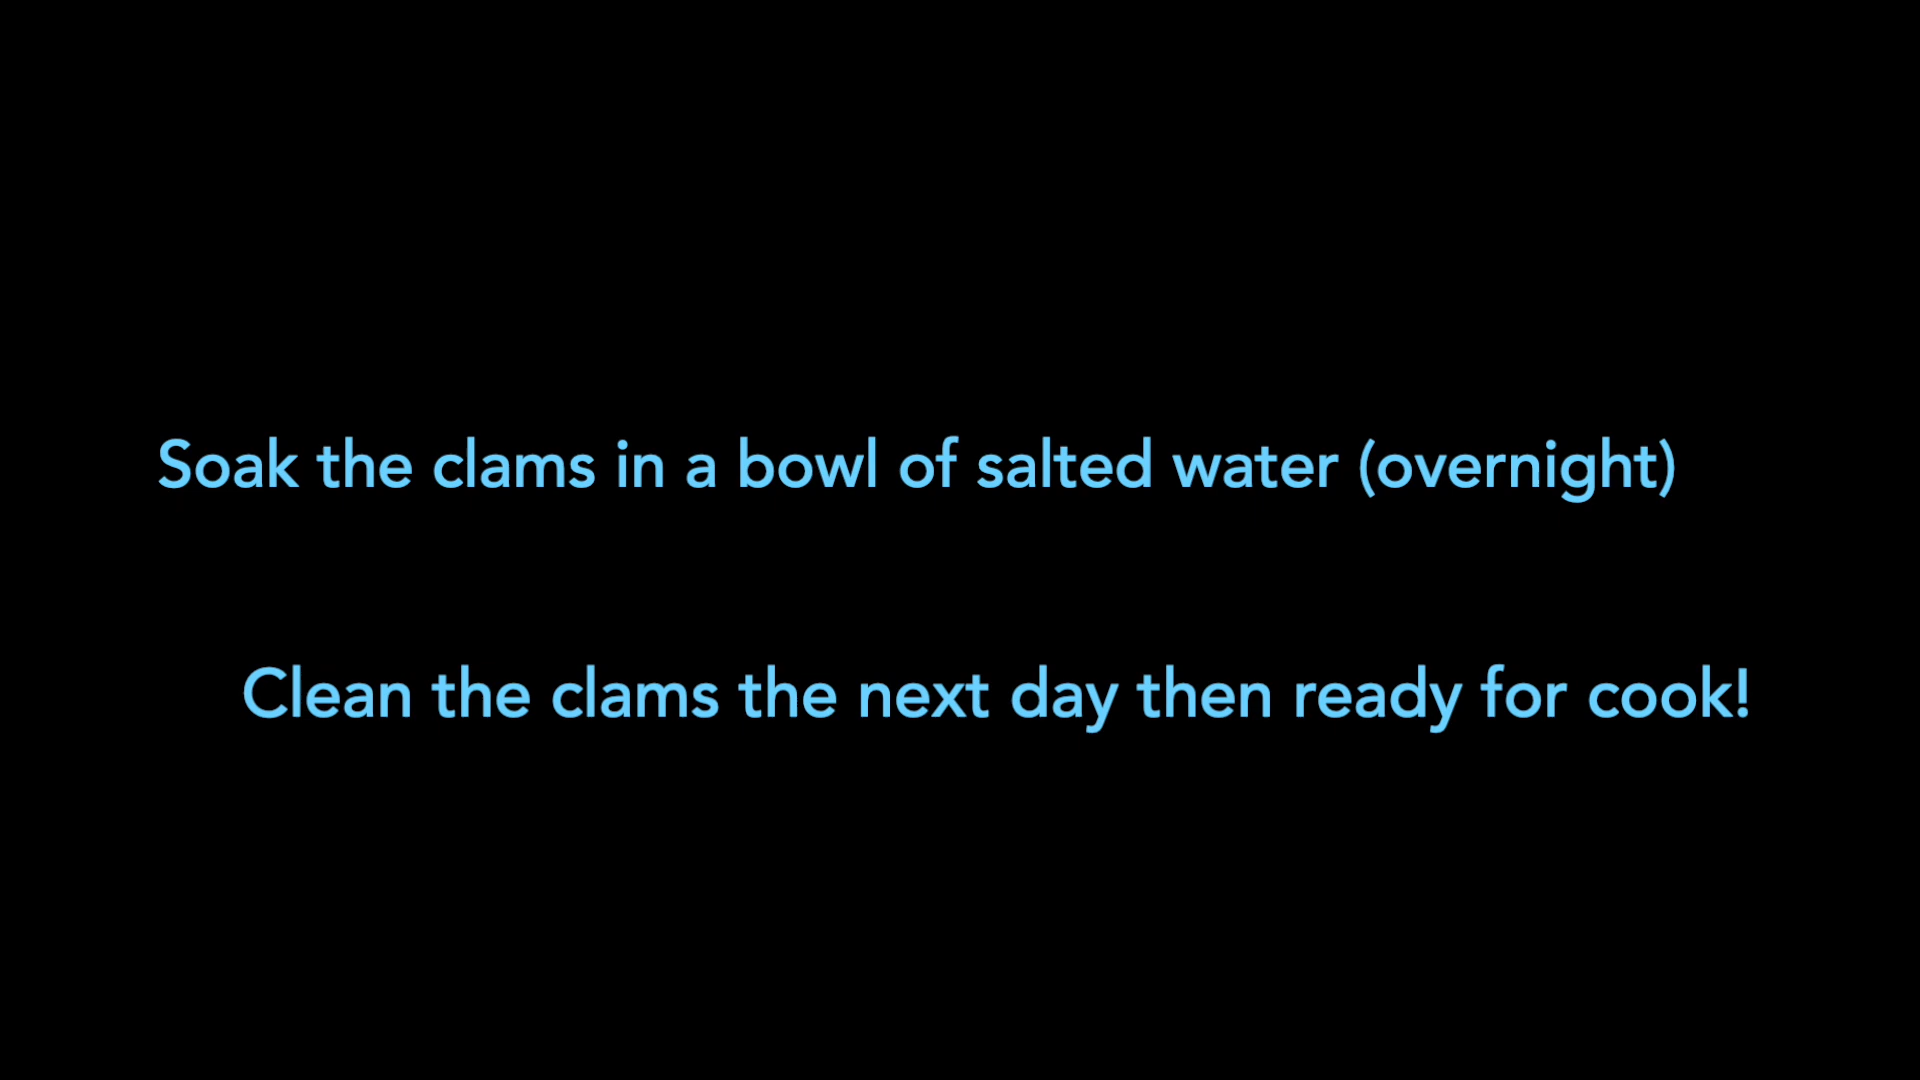 Soak the clams in a bowl of salted water (overnight)
Clean the clams the next day then ready for cook!